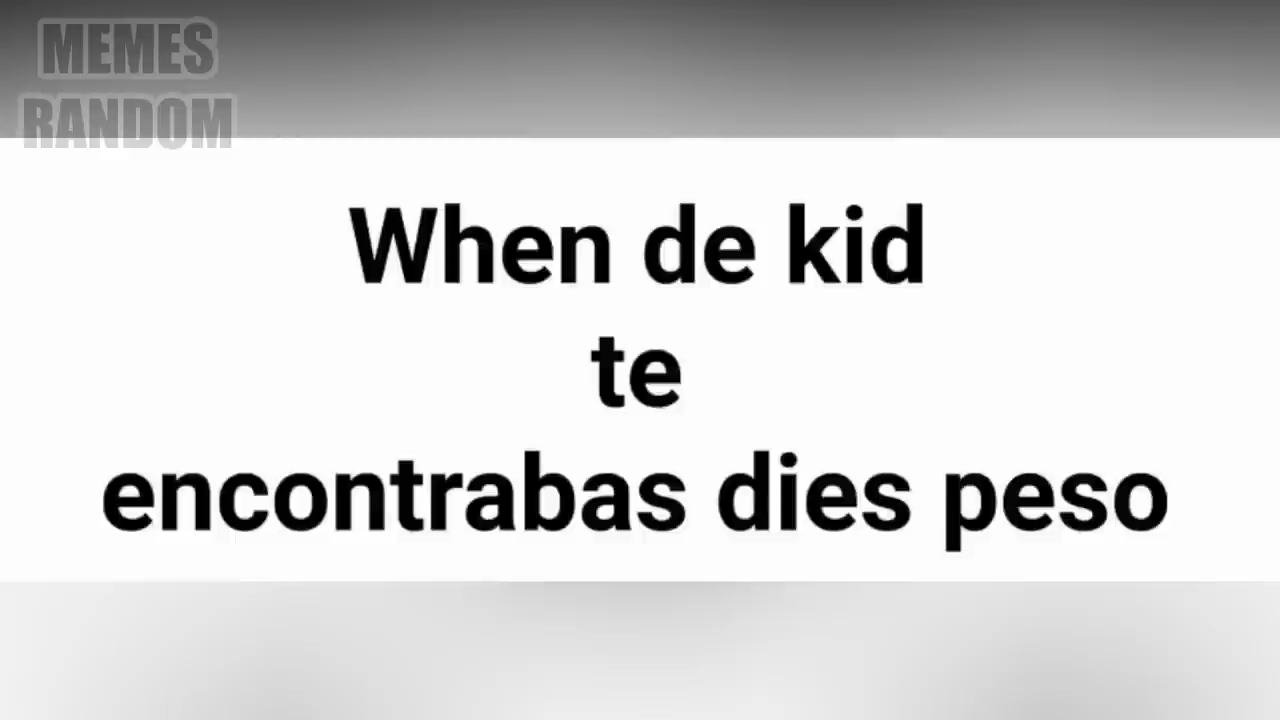 MEMES
RANDOM
When de kid
te
encontrabas dies peso